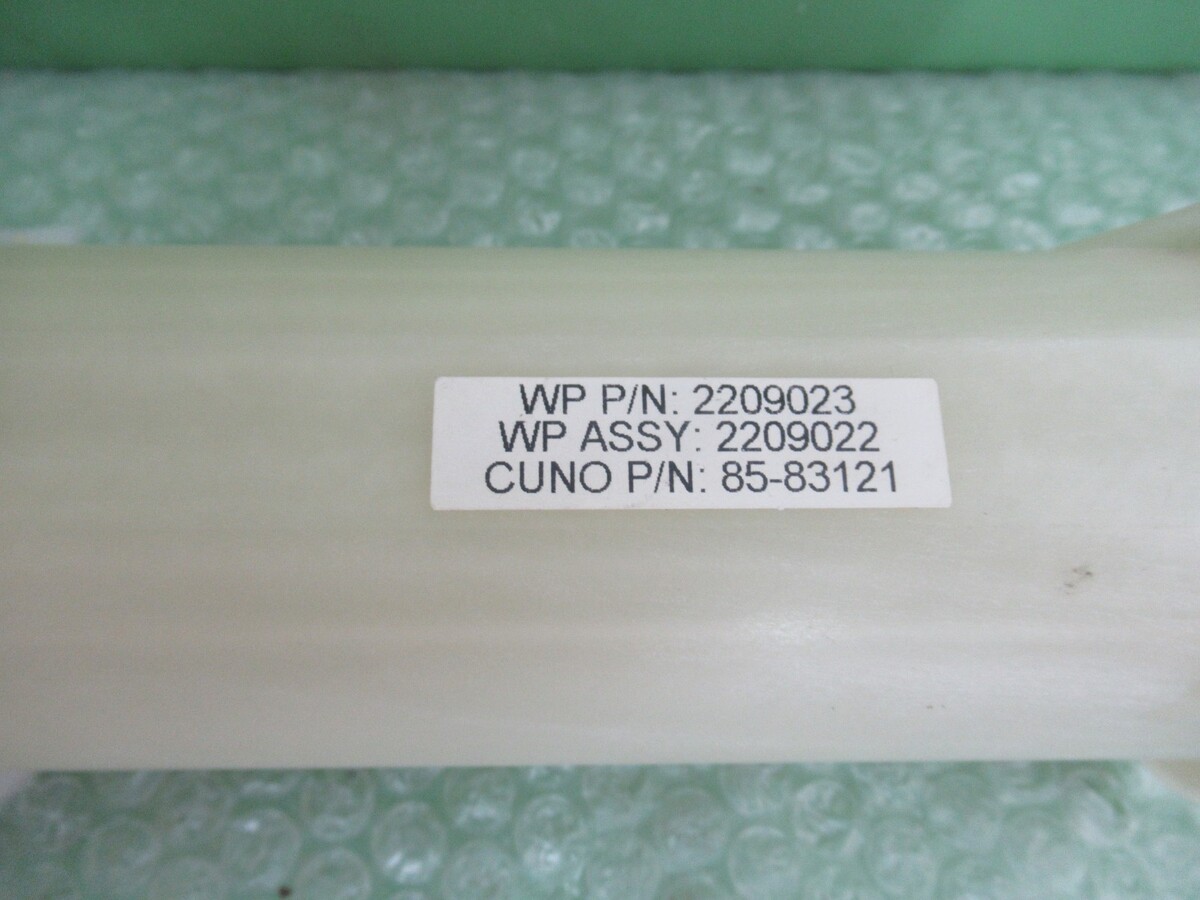 WP P/N: 2209023
WP ASSY: 2209022
CUNO P/N: 85-83121